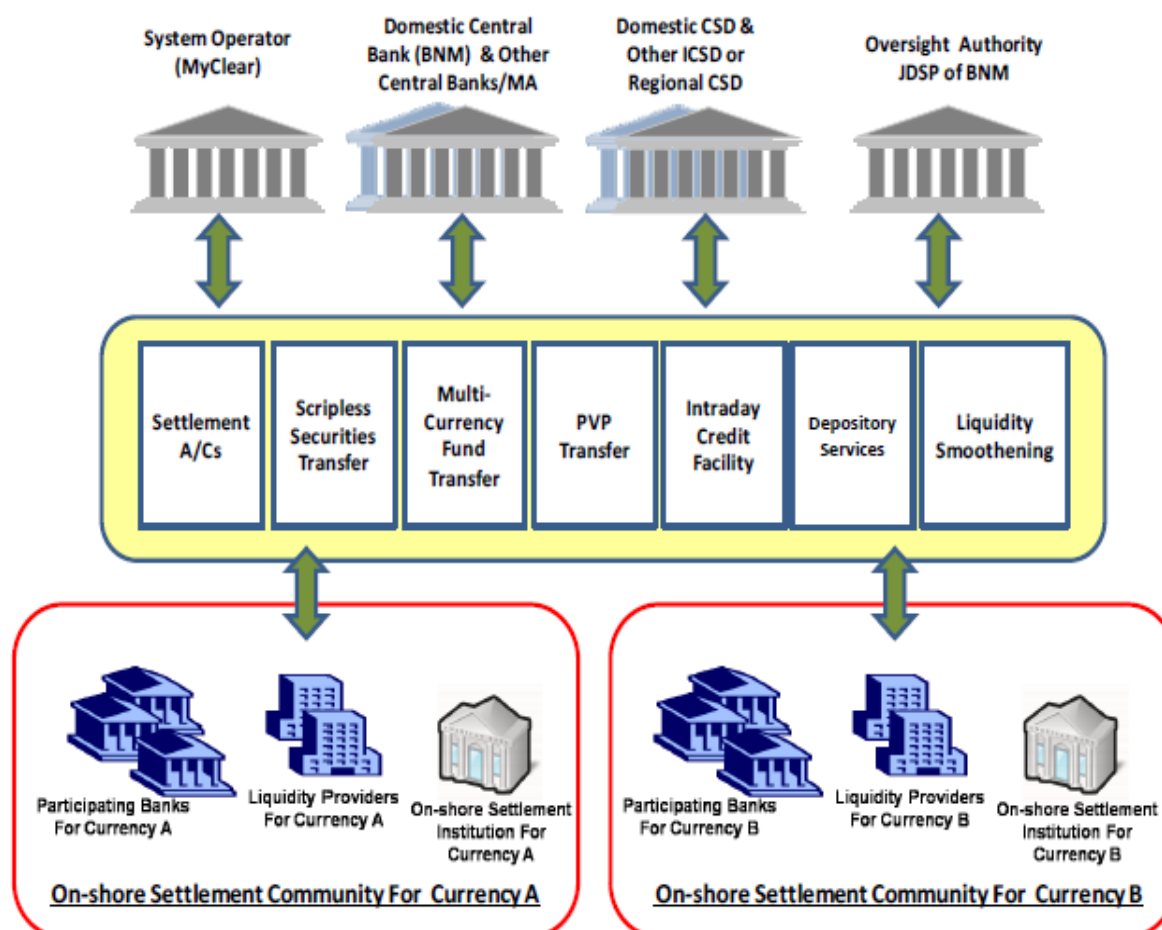 System Operator
(MyClear)
Domestic Central
Bank (BNM) & Other
Central Banks/MA
Domestic CSD &
Other ICSD or
Regional CSD
Oversight Authority
JDSP of BNM
Settlement
A/Cs
Scripless
Securities
Transfer
Multi-
Currency
Fund
Transfer
PVP
Transfer
Intraday
Credit
Facility
Depository
Services
Liquidity
Smoothening
Participating Banks
For Currency A
Liquidity Providers
For Currency A
On-shore Settlement
Institution For
Currency A
On-shore Settlement Community For Currency A
Participating Banks
For Currency B
Liquidity Providers
For Currency B
On-shore Settlement
Institution For
Currency B
On-shore Settlement Community For Currency B